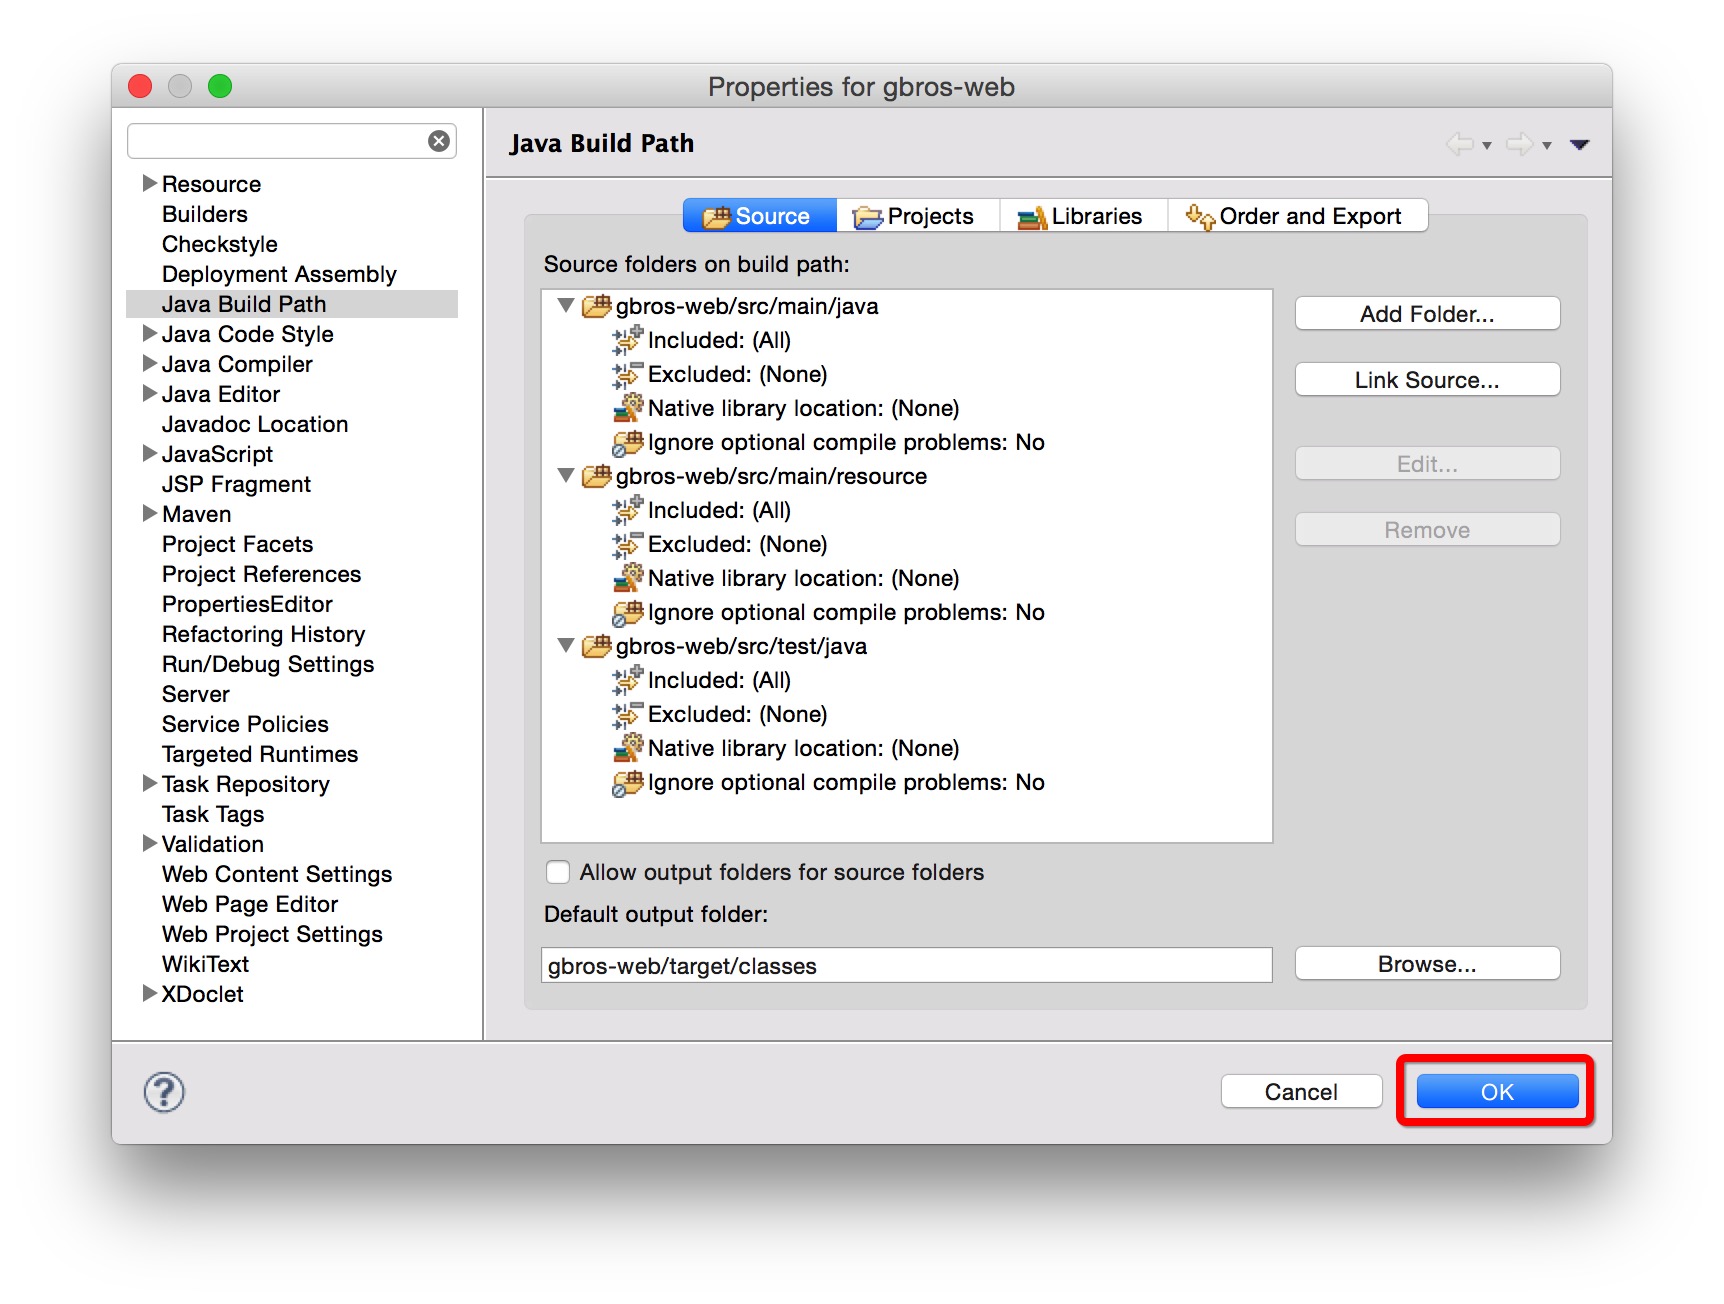 Properties for gbros-web
Java Build Path
Resource
Builders
Checkstyle
Deployment Assembly
Java Build Path
Java Code Style
Java Compiler
Java Editor
Javadoc Location
JavaScript
JSP Fragment
Maven
Project Facets
Project References
PropertiesEditor
Refactoring History
Run/Debug Settings
Server
Service Policies
Targeted Runtimes
Task Repository
Task Tags
Validation
Web Content Settings
Web Page Editor
Web Project Settings
WikiText
XDoclet
Source Projects Libraries Order and Export
Source folders on build path:
gbros-web/src/main/java
Included: (All)
Excluded: (None)
Native library location: (None)
Ignore optional compile problems: No
gbros-web/src/main/resource
Included: (All)
Excluded: (None)
Native library location: (None)
Ignore optional compile problems: No
gbros-web/src/test/java
Included: (All)
Excluded: (None)
Native library location: (None)
Ignore optional compile problems: No
Add Folder...
Link Source...
Edit...
Remove
Allow output folders for source folders
Default output folder:
gbros-web/target/classes
Browse...
?
Cancel
OK